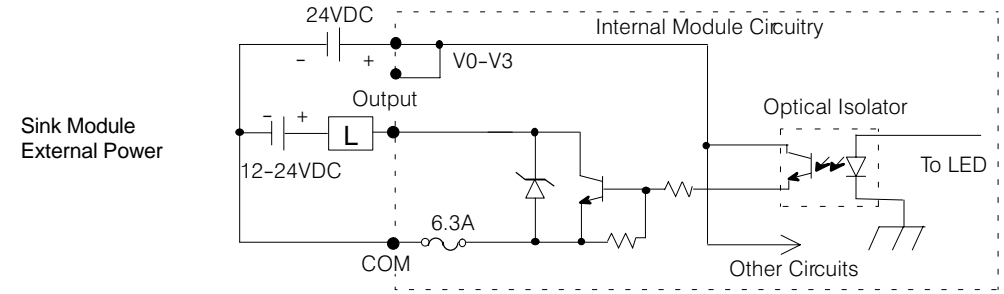 24VDC
Internal Module Circuitry
- +
V0-V3
Output
Optical Isolator
Sink Module
External Power
- +
L
12-24VDC
To LED
6.3A
COM
Other Circuits